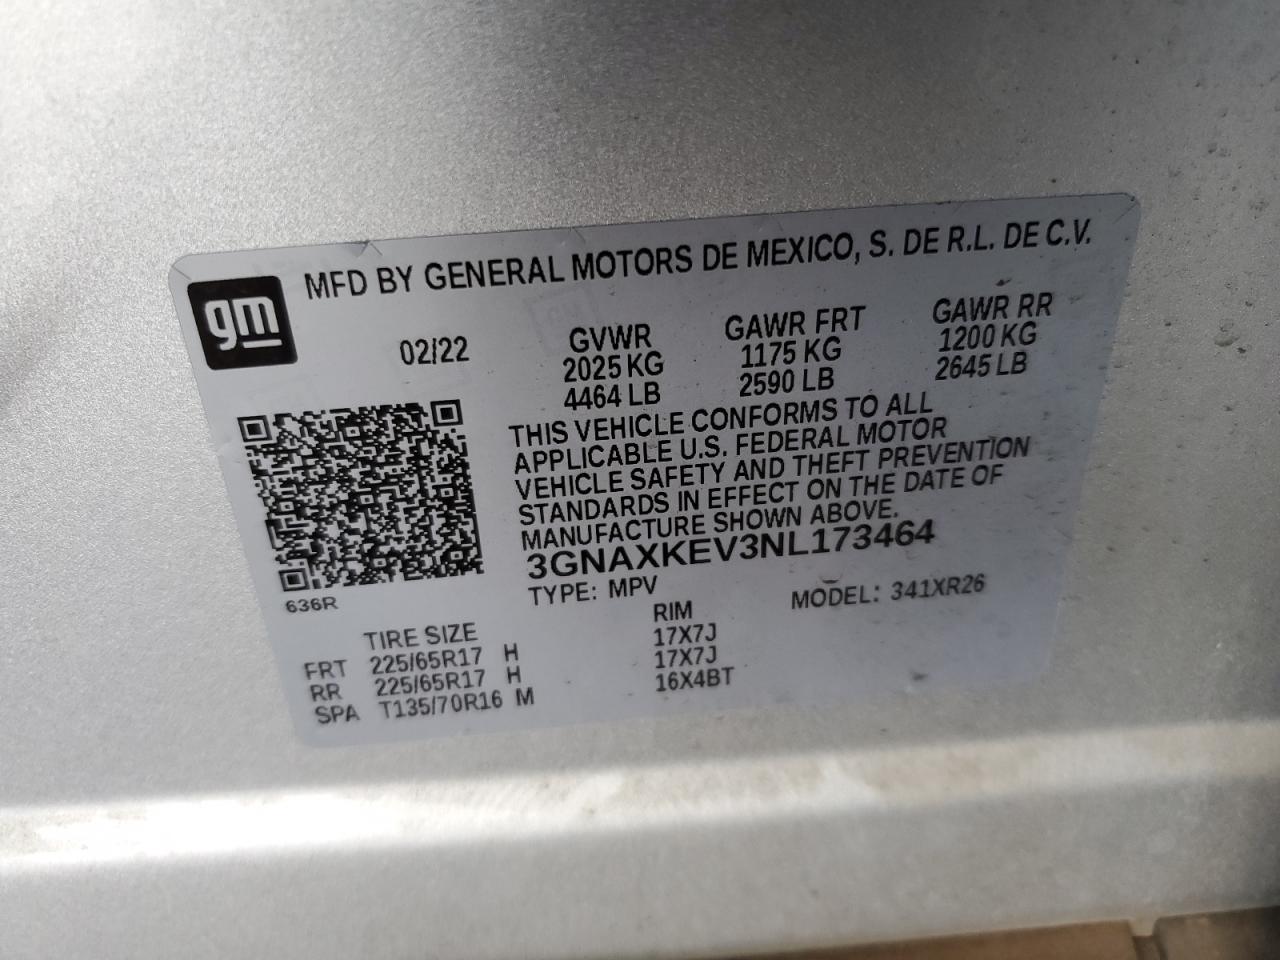 gm
MFD BY GENERAL MOTORS DE MEXICO, S. DE R.L. DE C.V.
02/22
GVWR GAWR FRT GAWR RR
2025 KG 1175 KG 1200 KG
4464 LB 2590 LB 2645 LB
THIS VEHICLE CONFORMS TO ALL
APPLICABLE U.S. FEDERAL MOTOR
VEHICLE SAFETY AND THEFT PREVENTION
STANDARDS IN EFFECT ON THE DATE OF
MANUFACTURE SHOWN ABOVE.
3GNAXKEV3NL173464
TYPE: MPV MODEL: 341XR26
636R
TIRE SIZE RIM
FRT 225/65R17 H 17X7J
RR 225/65R17 H 17X7J
SPA T135/70R16 M 16X4BT